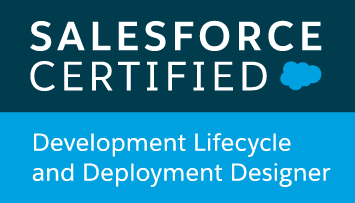 SALESFORCE
CERTIFIED
Development Lifecycle
and Deployment Designer